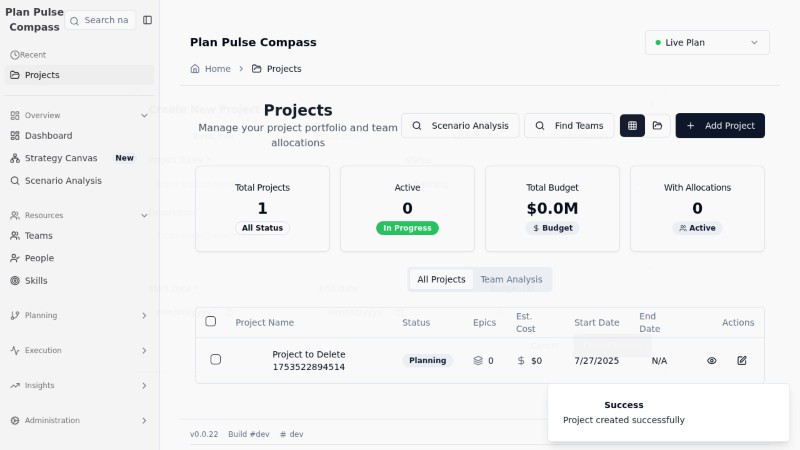 Plan Pulse
Compass
Search na
Recent
Projects
Overview
Dashboard
Strategy Canvas New
Scenario Analysis
Resources
Teams
People
Skills
Planning
Execution
Insights
Administration
Plan Pulse Compass
Live Plan
Home > Projects
Projects
Manage your project portfolio and team
allocations
Scenario Analysis
Find Teams
Add Project
Total Projects
1
All Status
Active
0
In Progress
Total Budget
$0.0M
$ Budget
With Allocations
0
Active
All Projects Team Analysis
Project Name Status Epics Est. Cost Start Date End Date Actions
Project to Delete
1753522894514
Planning 0 $ $0 7/27/2025 N/A
v0.0.22 Build #dev # dev
Success
Project created successfully